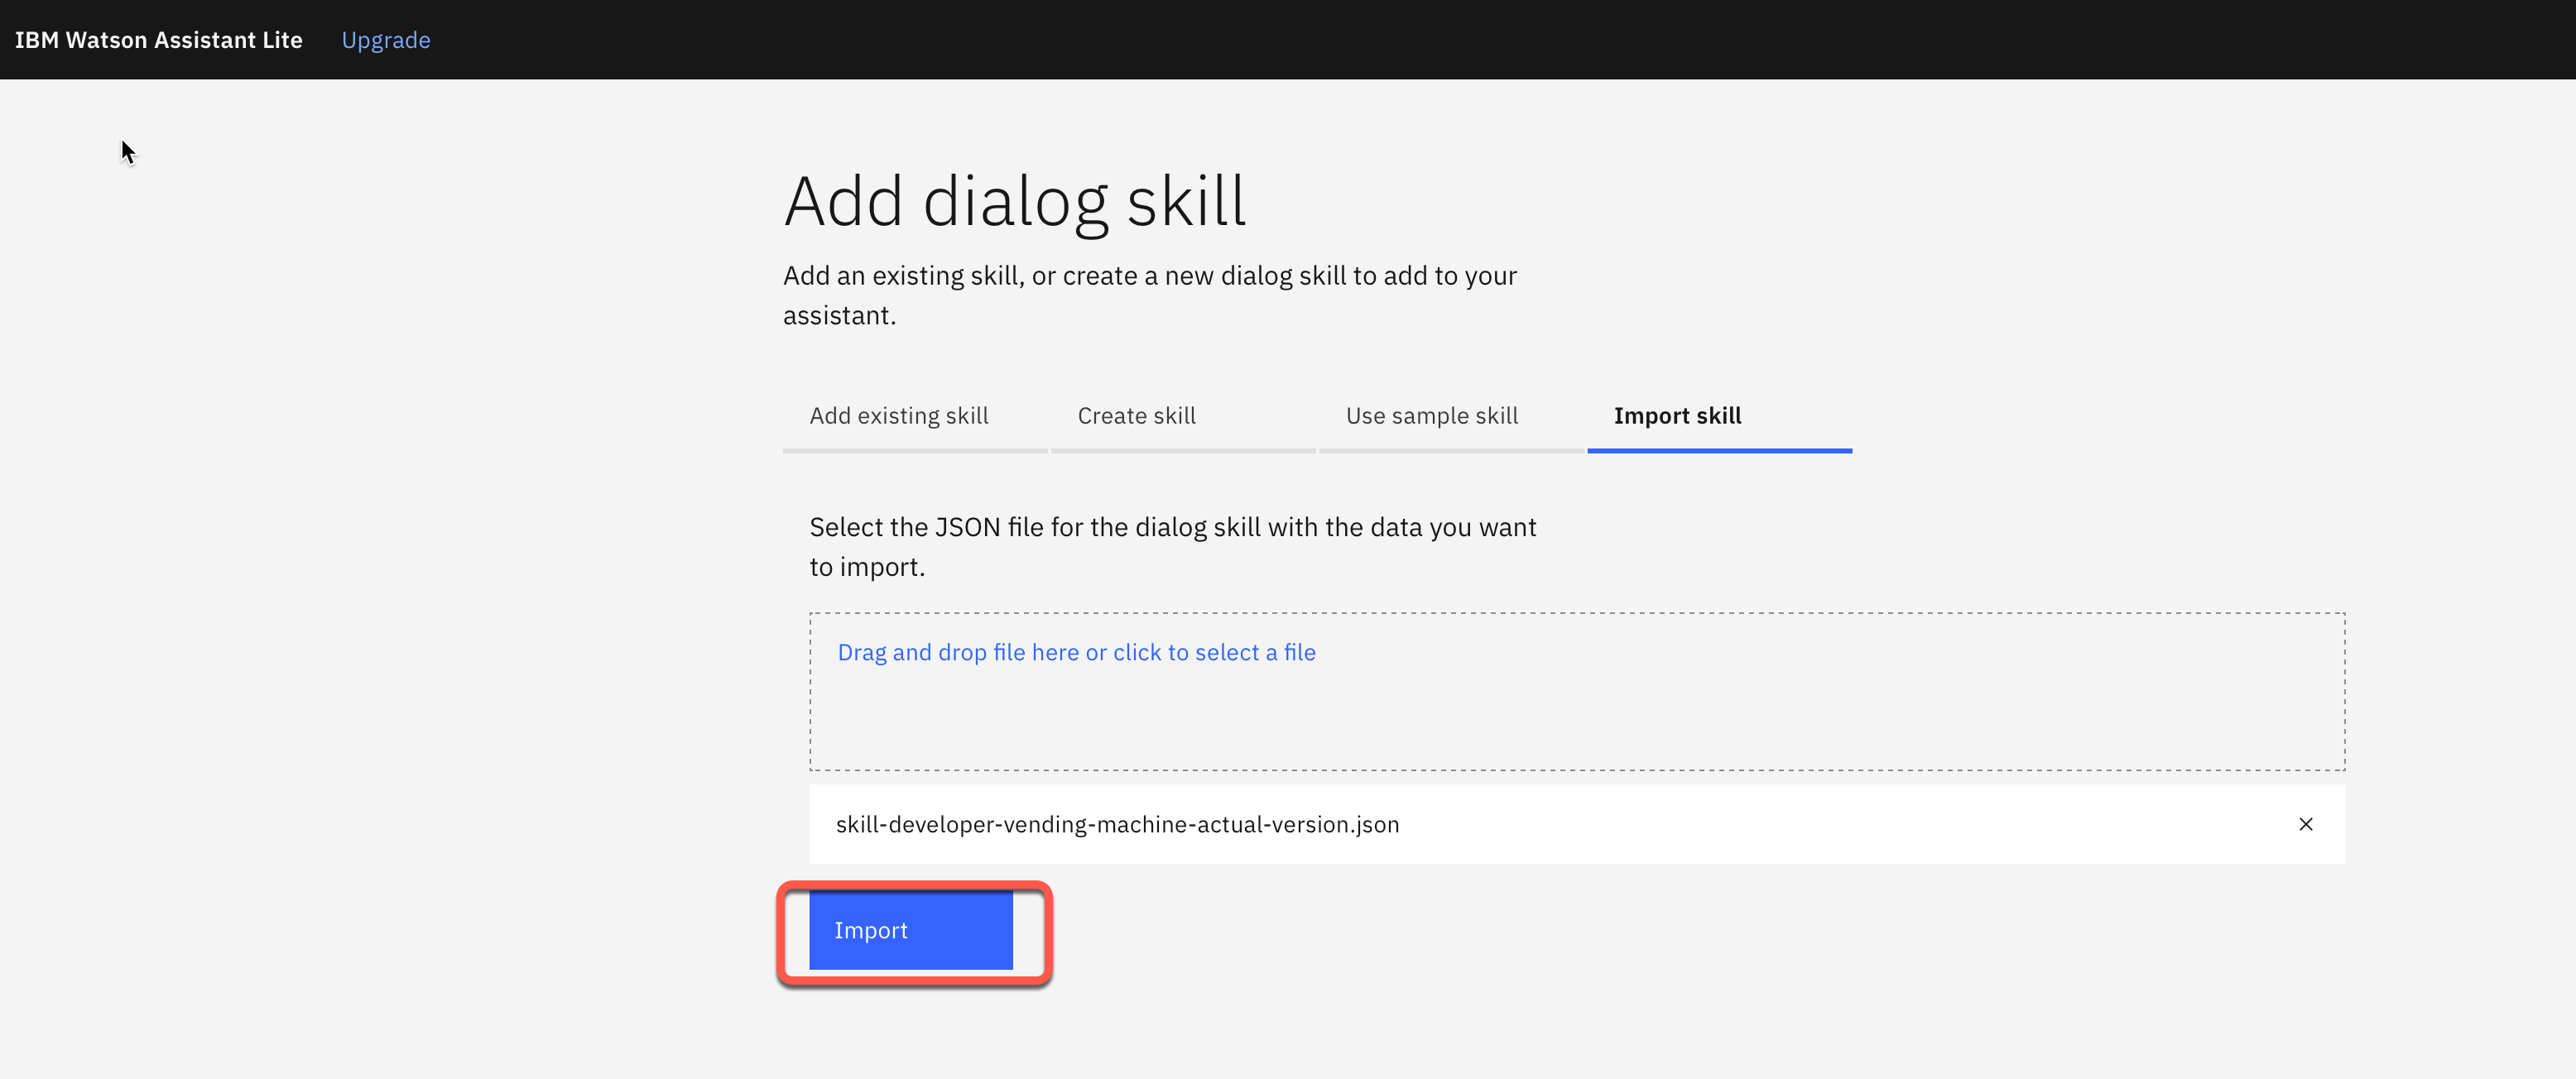 IBM Watson Assistant Lite Upgrade
Add dialog skill
Add an existing skill, or create a new dialog skill to add to your
assistant.
Add existing skill Create skill Use sample skill Import skill
Select the JSON file for the dialog skill with the data you want
to import.
Drag and drop file here or click to select a file
skill-developer-vending-machine-actual-version.json
Import